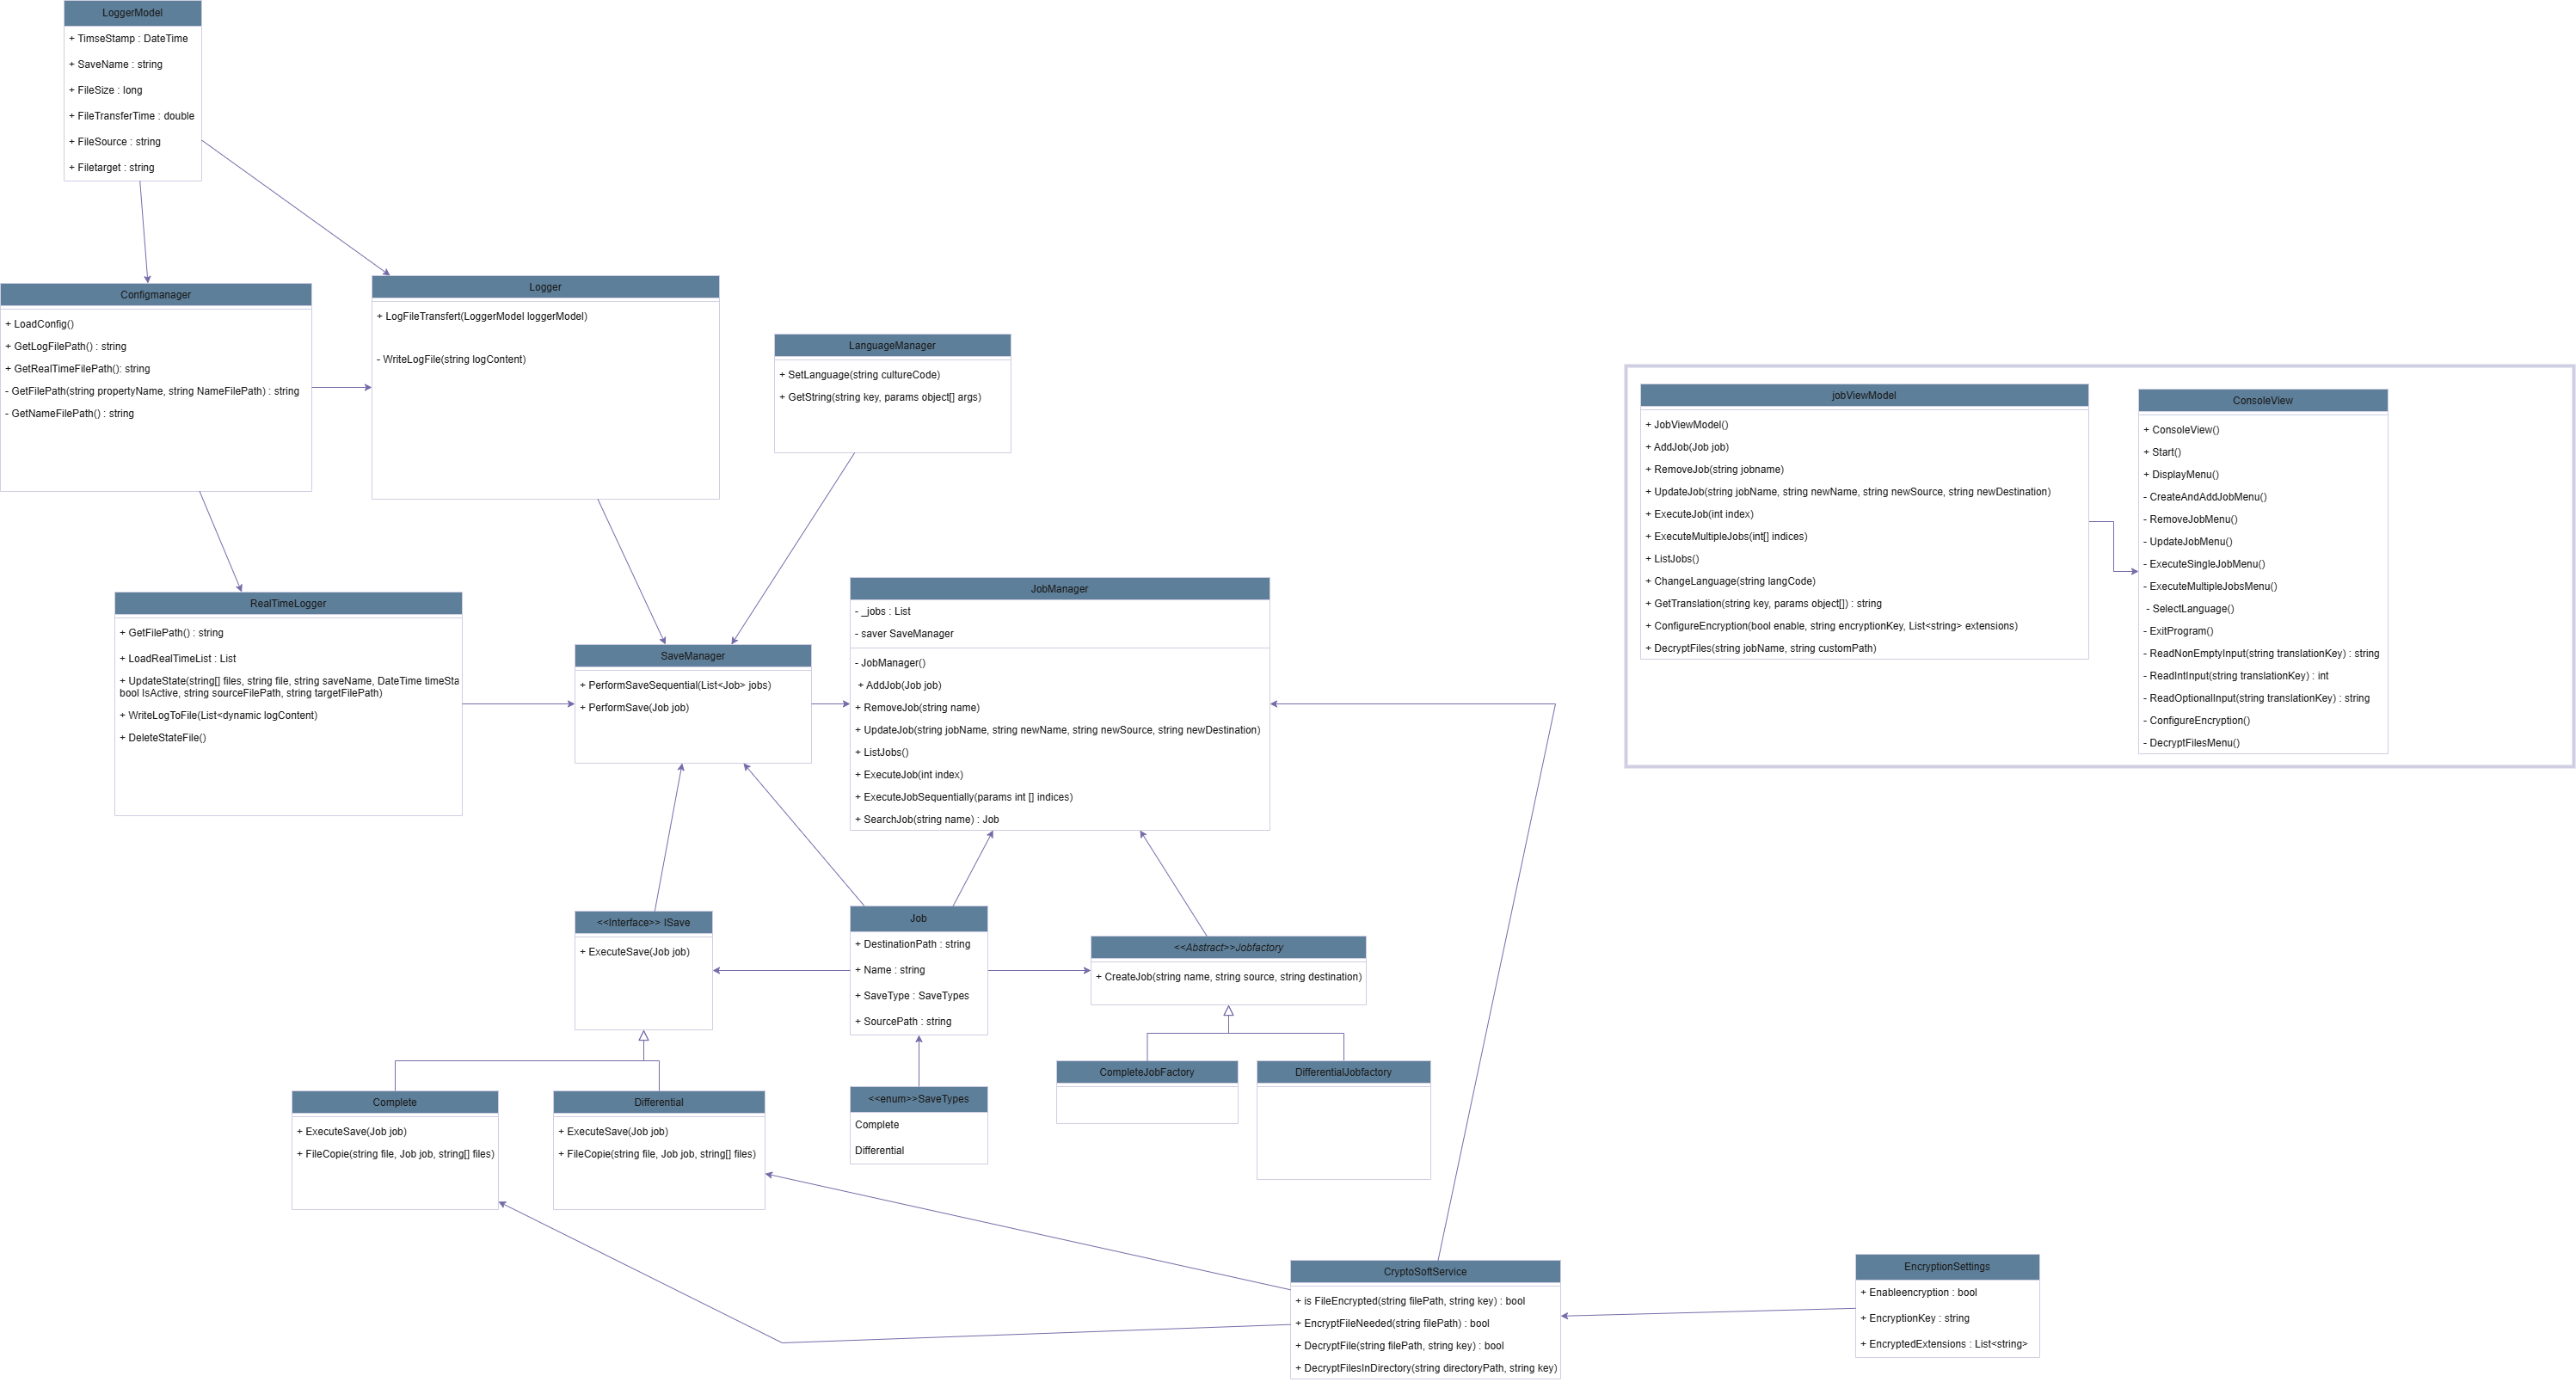 LoggerModel
+ TimseStamp : DateTime
+ SaveName : string
+ FileSize : long
+ FileTransferTime : double
+ FileSource : string
+ Filetarget : string
Configmanager
+ LoadConfig()
+ GetLogFilePath() : string
+ GetRealTimeFilePath(): string
- GetFilePath(string propertyName, string NameFilePath) : string
- GetNameFilePath() : string
Logger
+ LogFileTransfert(LoggerModel loggerModel)
- WriteLogFile(string logContent)
LanguageManager
+ SetLanguage(string cultureCode)
+ GetString(string key, params object[] args)
jobViewModel
+ JobViewModel()
+ AddJob(Job job)
+ RemoveJob(string jobname)
+ UpdateJob(string jobName, string newName, string newSource, string newDestination)
+ ExecuteJob(int index)
+ ExecuteMultipleJobs(int[] indices)
+ ListJobs()
+ ChangeLanguage(string langCode)
+ GetTranslation(string key, params object[]) : string
+ ConfigureEncryption(bool enable, string encryptionKey, List<string> extensions)
+ DecryptFiles(string jobName, string customPath)
ConsoleView
+ ConsoleView()
+ Start()
+ DisplayMenu()
- CreateAndAddJobMenu()
- RemoveJobMenu()
- UpdateJobMenu()
- ExecuteSingleJobMenu()
- ExecuteMultipleJobsMenu()
- SelectLanguage()
- ExitProgram()
- ReadNonEmptyInput(string translationKey) : string
- ReadIntInput(string translationKey) : int
- ReadOptionalInput(string translationKey) : string
- ConfigureEncryption()
- DecryptFilesMenu()
RealTimeLogger
+ GetFilePath() : string
+ LoadRealTimeList : List
+ UpdateState(string[] files, string file, string saveName, DateTime timeSta
bool IsActive, string sourceFilePath, string targetFilePath)
+ WriteLogToFile(List<dynamic logContent)
+ DeleteStateFile()
SaveManager
+ PerformSaveSequential(List<Job> jobs)
+ PerformSave(Job job)
JobManager
- _jobs : List
- saver SaveManager
- JobManager()
+ AddJob(Job job)
+ RemoveJob(string name)
+ UpdateJob(string jobName, string newName, string newSource, string newDestination)
+ ListJobs()
+ ExecuteJob(int index)
+ ExecuteJobSequentially(params int [] indices)
+ SearchJob(string name) : Job
<<Interface>> ISave
+ ExecuteSave(Job job)
Job
+ DestinationPath : string
+ Name : string
+ SaveType : SaveTypes
+ SourcePath : string
<<Abstract>>Jobfactory
+ CreateJob(string name, string source, string destination)
Complete
+ ExecuteSave(Job job)
+ FileCopie(string file, Job job, string[] files)
Differential
+ ExecuteSave(Job job)
+ FileCopie(string file, Job job, string[] files)
<<enum>>SaveTypes
Complete
Differential
CompleteJobFactory
DifferentialJobfactory
CryptoSoftService
+ is FileEncrypted(string filePath, string key) : bool
+ EncryptFileNeeded(string filePath) : bool
+ DecryptFile(string filePath, string key) : bool
+ DecryptFilesInDirectory(string directoryPath, string key)
EncryptionSettings
+ Enableencryption : bool
+ EncryptionKey : string
+ EncryptedExtensions : List<string>